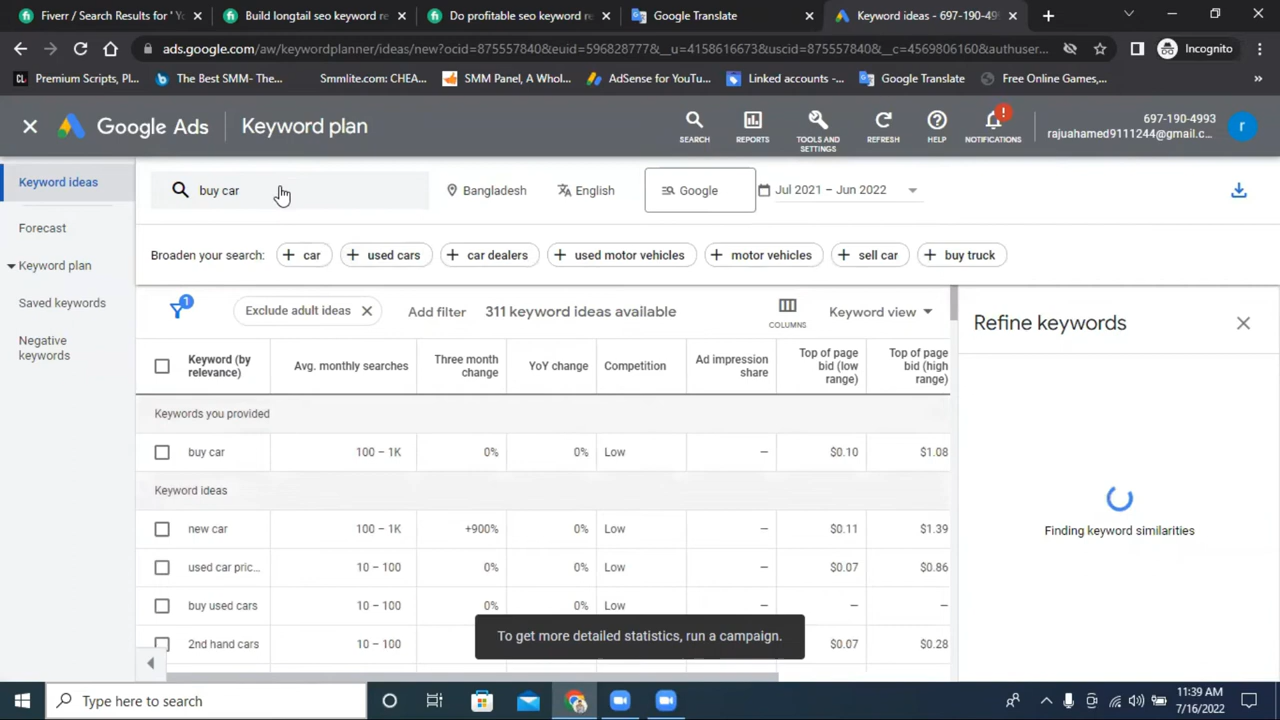 Fiverr / Search Results for ' Y
Build longtail seo keyword re
Do profitable seo keyword re
Google Translate
Keyword ideas - 697-190-499
ads.google.com/aw/keywordplanner/ideas/new?ocid=875557840&euid=596828777&__u=4158616673&uscid=875557840&__c=4569806160&authuser...
Incognito
Premium Scripts, Pl...
The Best SMM- The...
Smmlite.com: CHEA...
SMM Panel, A Whol...
AdSense for YouTu...
Linked accounts -...
Google Translate
Free Online Games,...
Google Ads
Keyword plan
SEARCH
REPORTS
TOOLS AND SETTINGS
REFRESH
HELP
NOTIFICATIONS
697-190-4993
rajuahamed9111244@gmail.c...
r
Keyword ideas
Forecast
Keyword plan
Saved keywords
Negative keywords
buy car
Bangladesh
English
Google
Jul 2021 – Jun 2022
Broaden your search:
car
used cars
car dealers
used motor vehicles
motor vehicles
sell car
buy truck
1
Exclude adult ideas
Add filter
311 keyword ideas available
COLUMNS
Keyword view
Refine keywords
Keyword (by relevance)
Avg. monthly searches
Three month change
YoY change
Competition
Ad impression share
Top of page bid (low range)
Top of page bid (high range)
Keywords you provided
buy car 100 – 1K 0% 0% Low – $0.10 $1.08
Keyword ideas
new car 100 – 1K +900% 0% Low – $0.11 $1.39
used car pric... 10 – 100 0% 0% Low – $0.07 $0.86
buy used cars 10 – 100 0% 0% Low – – –
2nd hand cars 10 – 100 $0.07 $0.28
Finding keyword similarities
To get more detailed statistics, run a campaign.
Type here to search
11:39 AM
7/16/2022